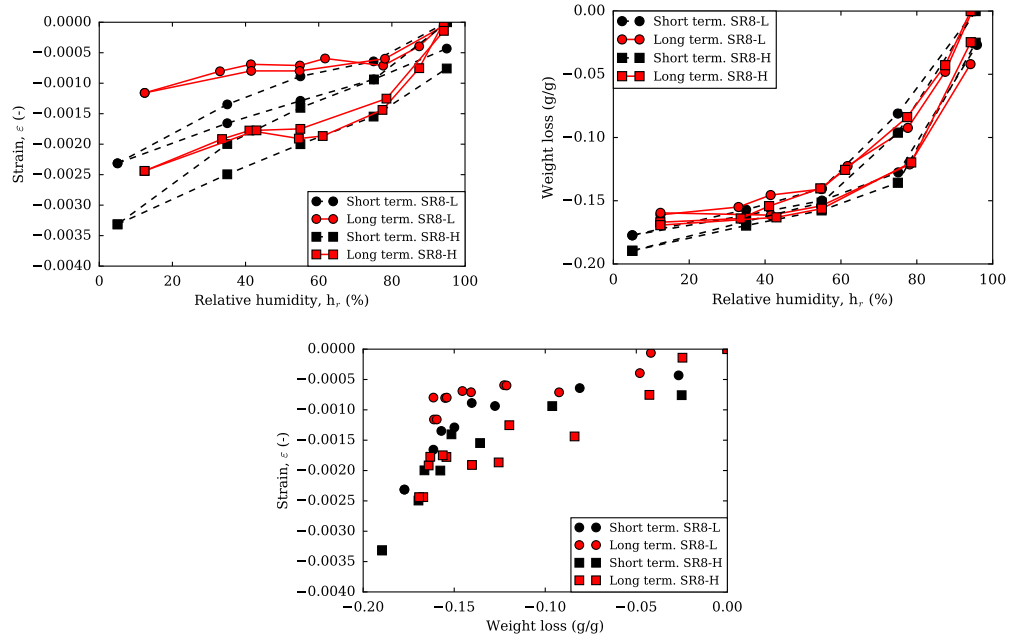 0.0000
−0.0005
−0.0010
−0.0015
−0.0020
−0.0025
−0.0030
−0.0035
−0.0040
Strain, ε (-)
0 20 40 60 80 100
Relative humidity, hᵣ (%)
Short term. SR8-L
Long term. SR8-L
Short term. SR8-H
Long term. SR8-H
0.00
−0.05
−0.10
−0.15
−0.20
Weight loss (g/g)
0 20 40 60 80 100
Relative humidity, hᵣ (%)
Short term. SR8-L
Long term. SR8-L
Short term. SR8-H
Long term. SR8-H
0.0000
−0.0005
−0.0010
−0.0015
−0.0020
−0.0025
−0.0030
−0.0035
−0.0040
Strain, ε (-)
−0.20 −0.15 −0.10 −0.05 0.00
Weight loss (g/g)
Short term. SR8-L
Long term. SR8-L
Short term. SR8-H
Long term. SR8-H